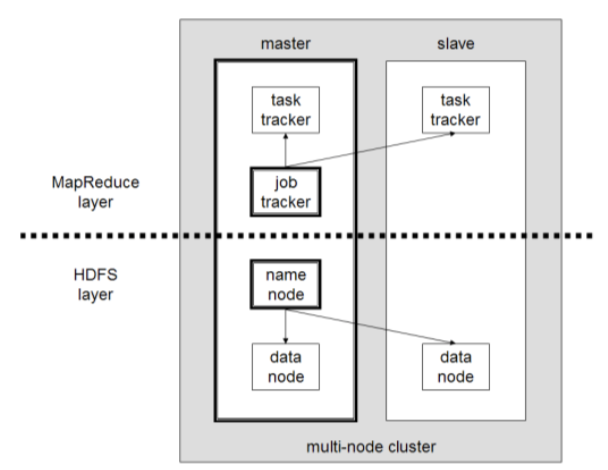 master
slave
task
tracker
task
tracker
MapReduce
layer
job
tracker
HDFS
layer
name
node
data
node
data
node
multi-node cluster